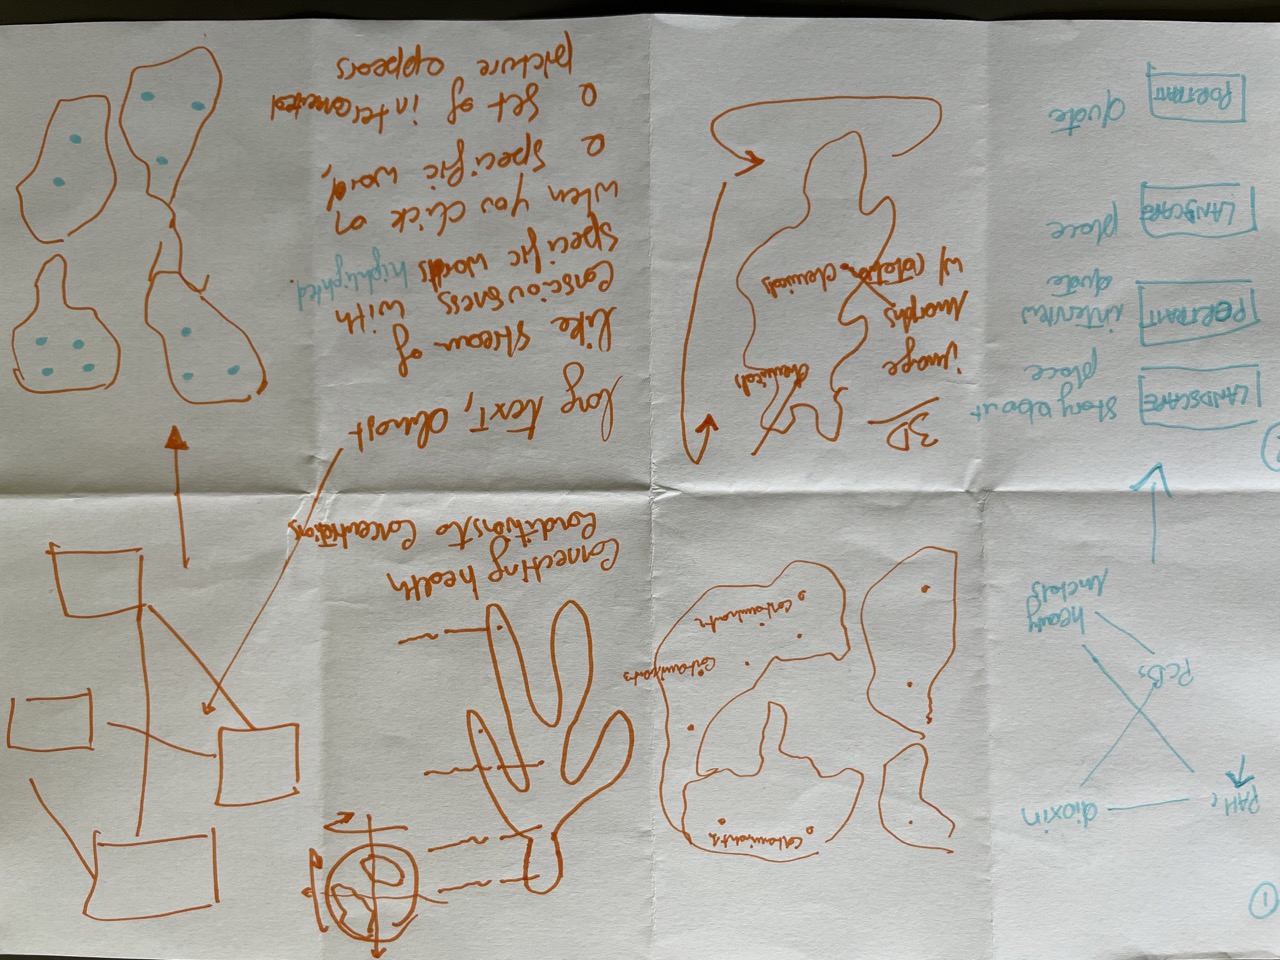 1
PAHs
dioxin
PCBs
heavy
metals
contaminants
contaminants
contaminants
Connecting health
conditions to concentrations
2
LANDSCAPE
story about
place
PORTRAIT
interview
quote
LANDSCAPE
place
PORTRAIT
quote
3D
image
morphs
w/ rotation
chemicals
chemicals
long text, almost
like stream of
consciousness with
specific words highlighted.
when you click on
a specific word,
a set of interconnected
picture appears